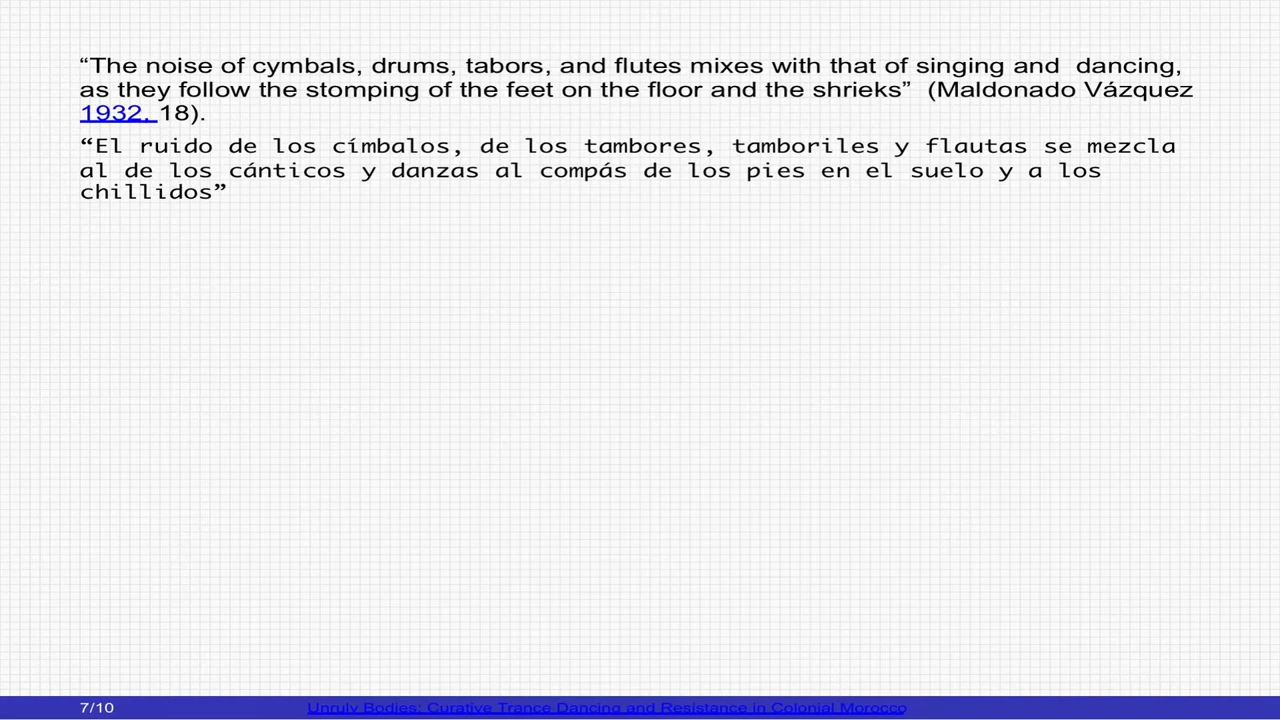 “The noise of cymbals, drums, tabors, and flutes mixes with that of singing and  dancing,
as they follow the stomping of the feet on the floor and the shrieks”  (Maldonado Vázquez
1932, 18).
“El ruido de los címbalos, de los tambores, tamboriles y flautas se mezcla
al de los cánticos y danzas al compás de los pies en el suelo y a los
chillidos”
7/10
Unruly Bodies: Curative Trance Dancing and Resistance in Colonial Morocco